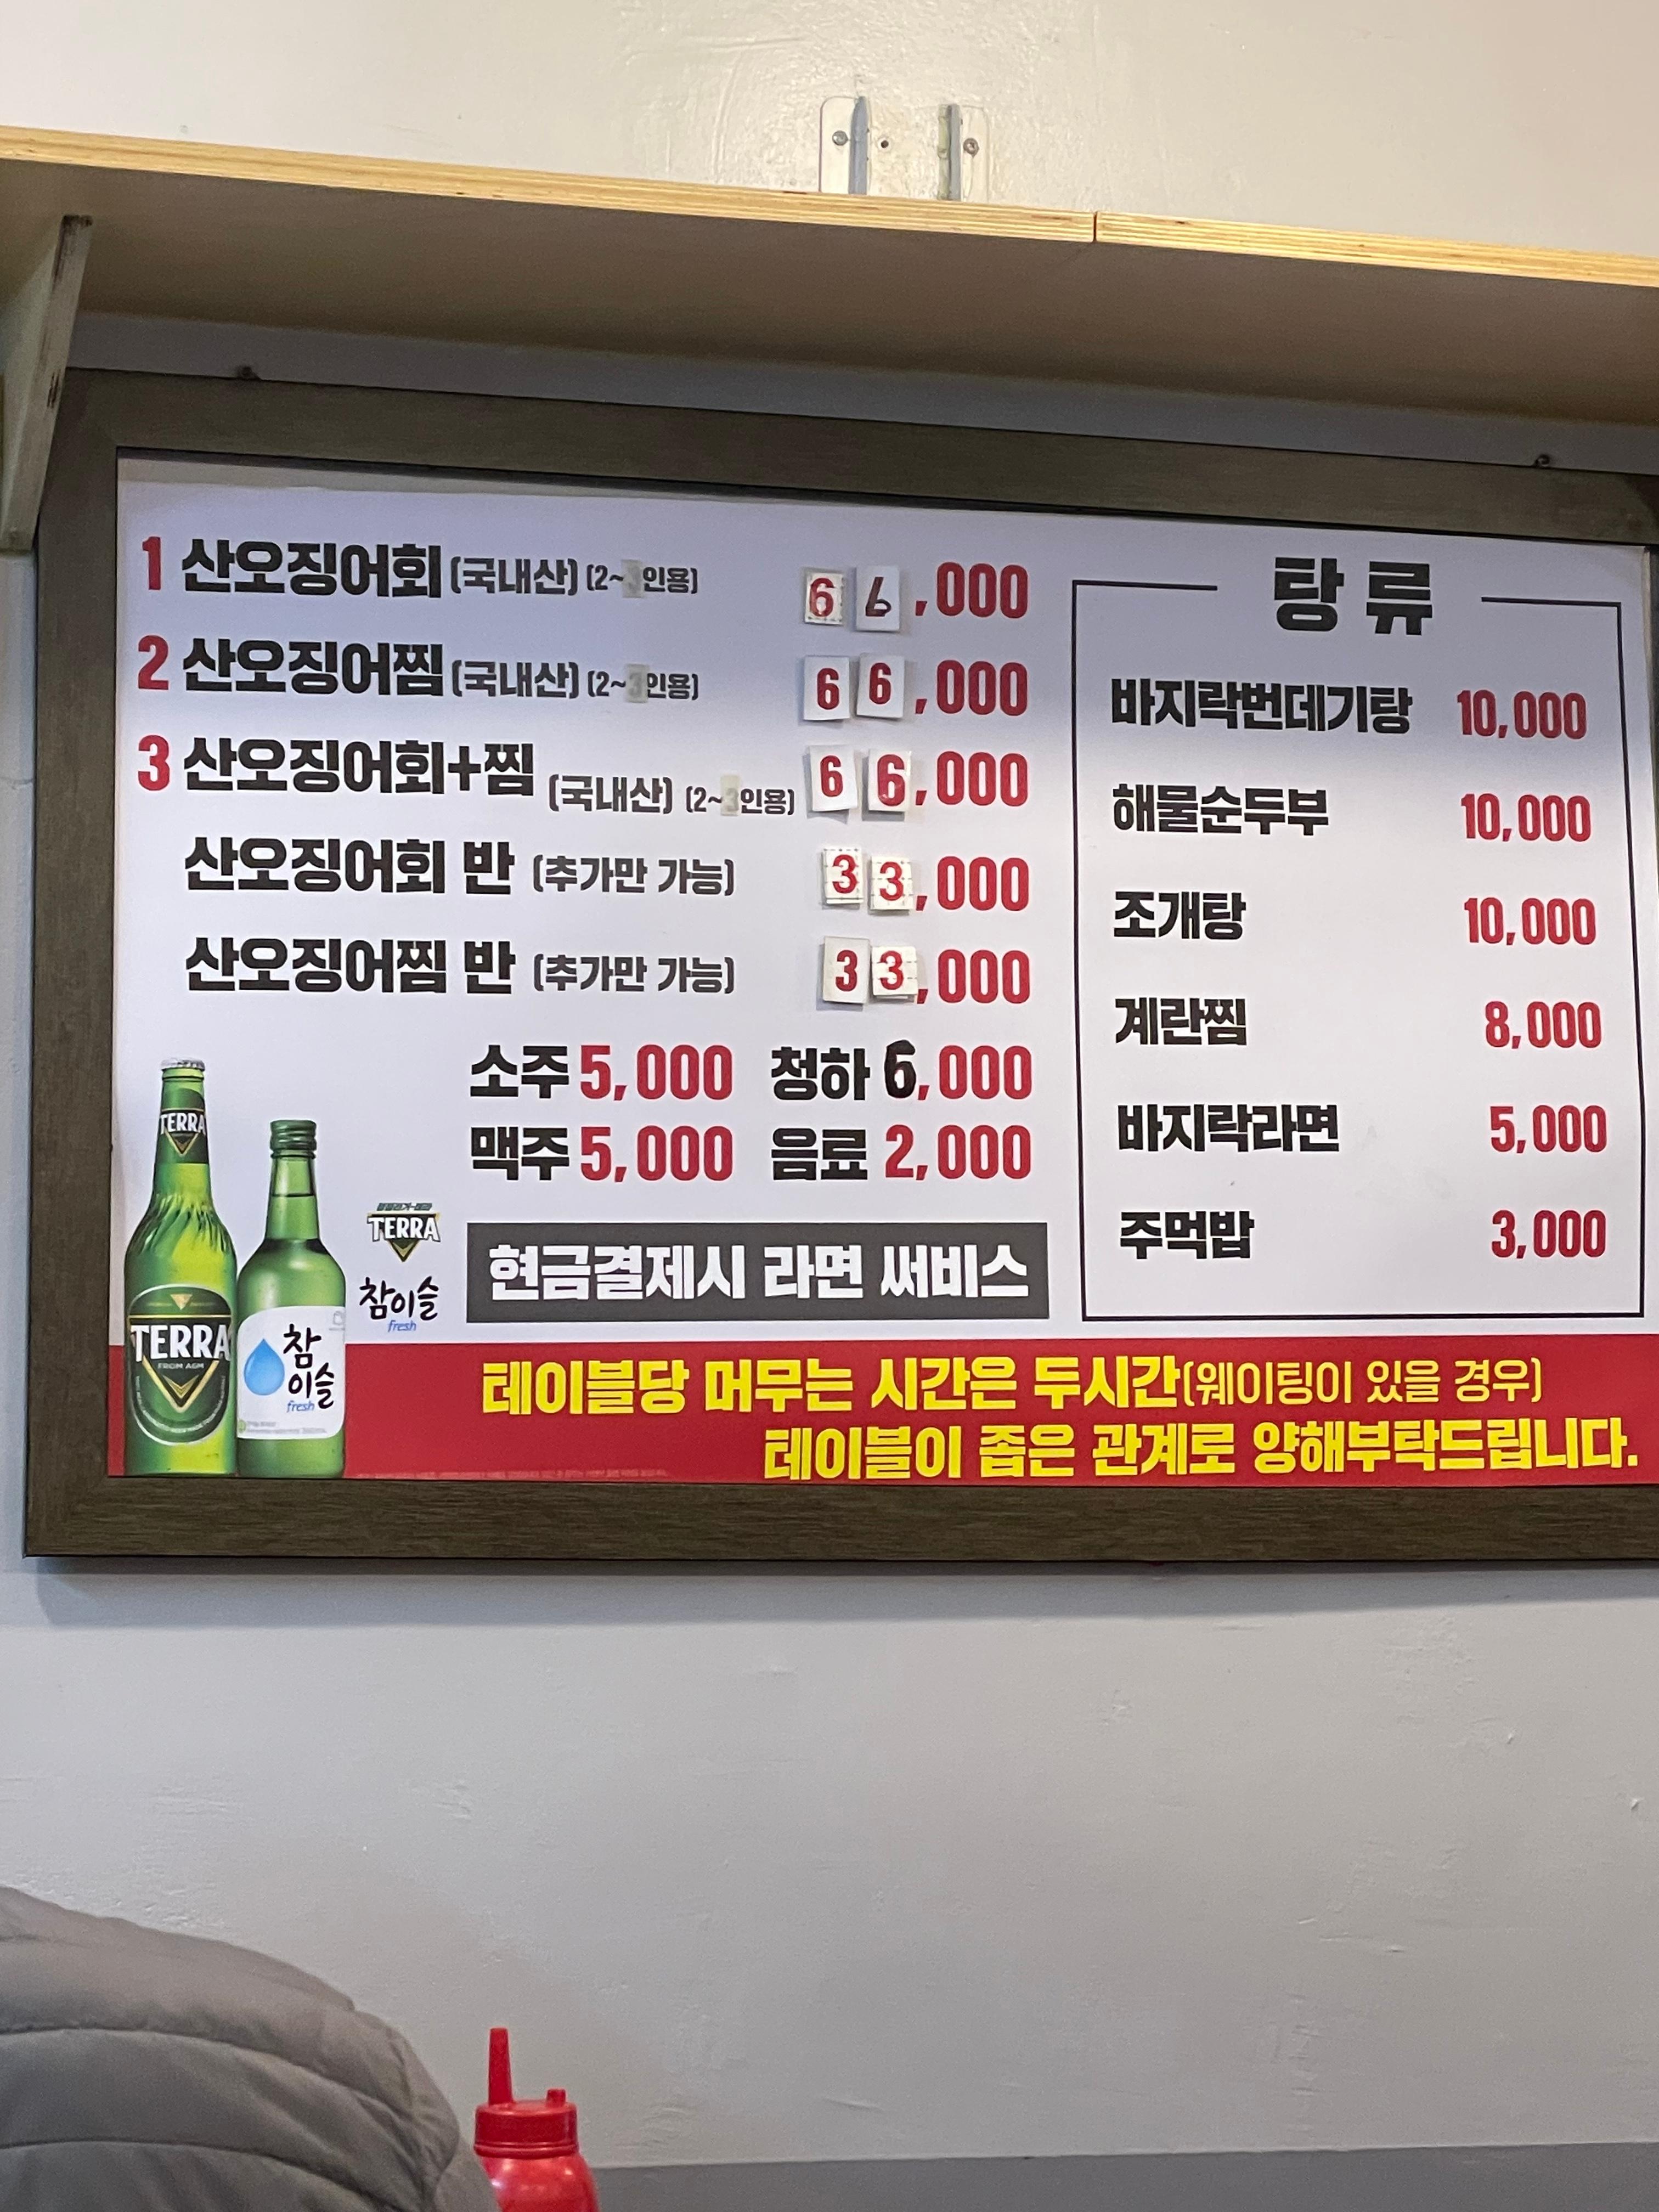 1 산오징어회 (국내산) (2~3인용) 66,000
2 산오징어찜 (국내산) (2~3인용) 66,000
3 산오징어회+찜 (국내산) (2~3인용) 66,000
산오징어회 반 (추가만 가능) 33,000
산오징어찜 반 (추가만 가능) 33,000
소주 5,000 청하 6,000
맥주 5,000 음료 2,000
현금결제시 라면 써비스
탕류
바지락번데기탕 10,000
해물순두부 10,000
조개탕 10,000
계란찜 8,000
바지락라면 5,000
주먹밥 3,000
TERRA
TERRA
FROM AGM
참이슬
fresh
TERRA
참이슬
fresh
테이블당 머무는 시간은 두시간(웨이팅이 있을 경우)
테이블이 좁은 관계로 양해부탁드립니다.